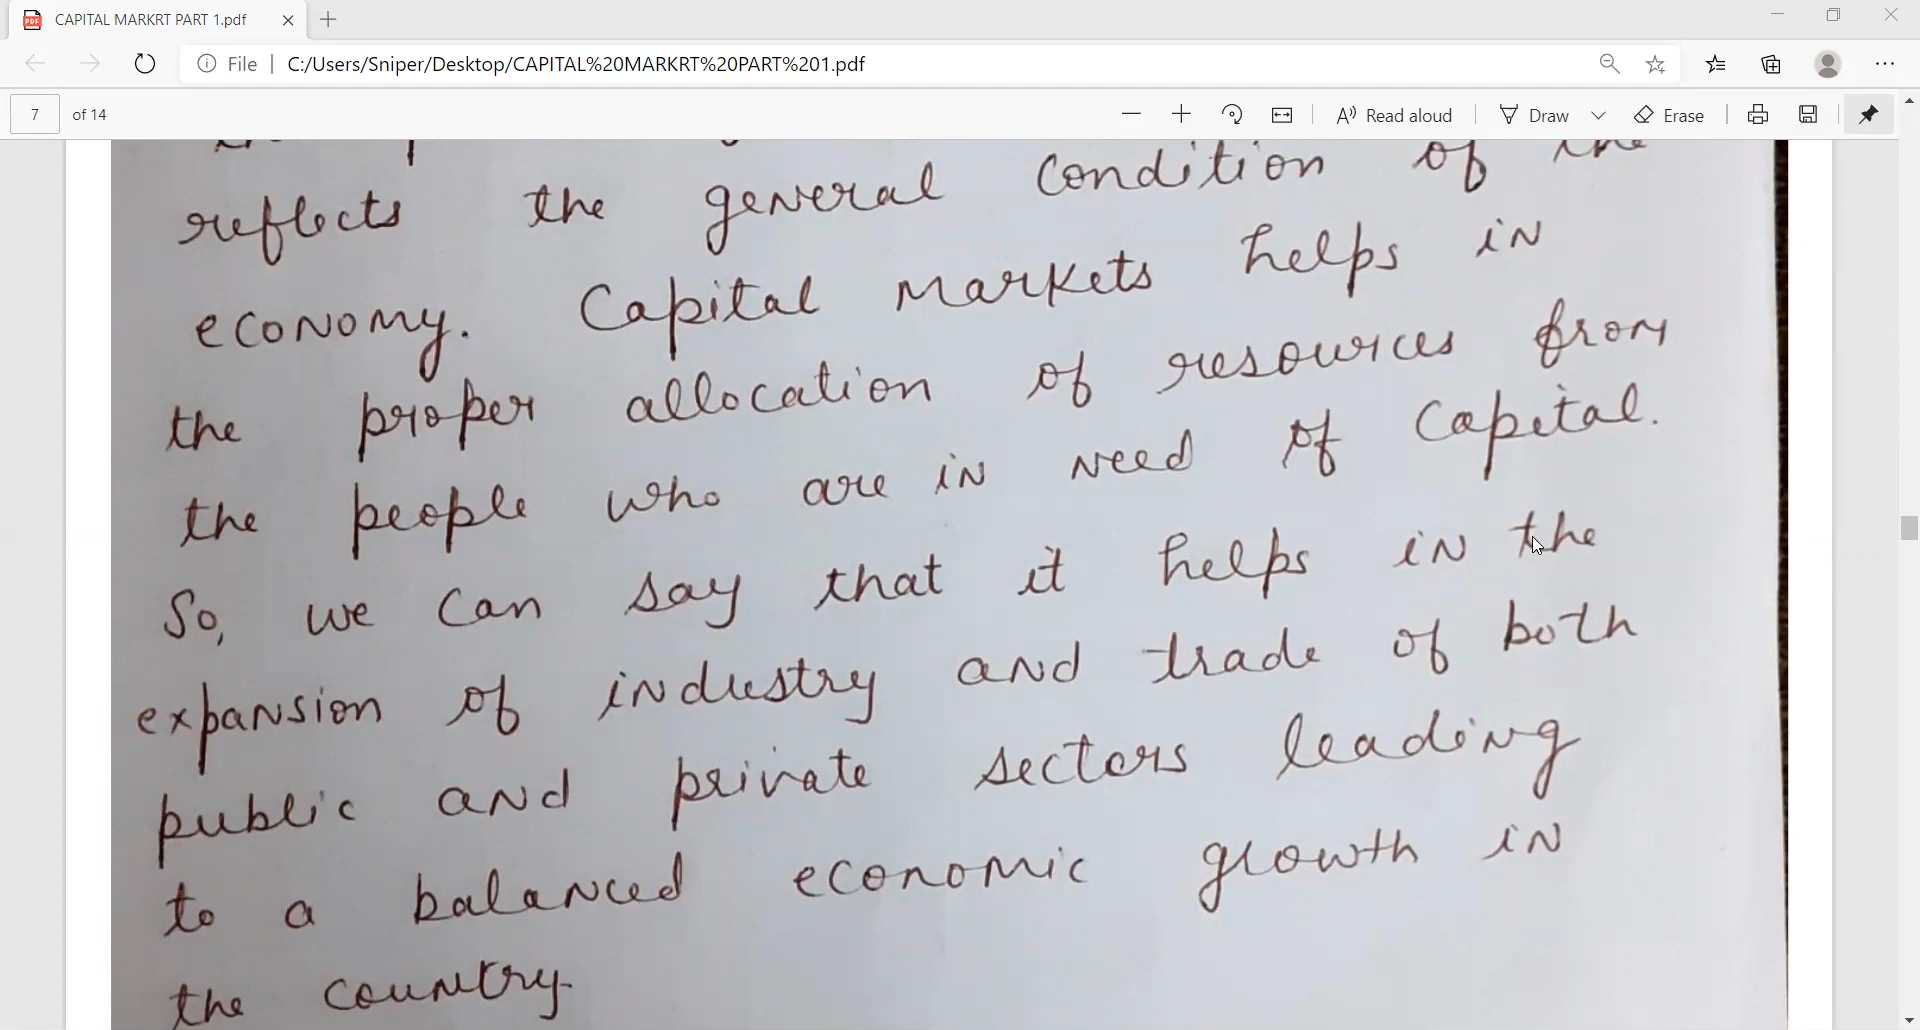 CAPITAL MARKRT PART 1.pdf
File | C:/Users/Sniper/Desktop/CAPITAL%20MARKRT%20PART%201.pdf
7 of 14 Read aloud Draw Erase
reflects the general condition of the
economy. Capital markets helps in
the proper allocation of resources from
the people who are in need of capital.
So, we can say that it helps in the
expansion of industry and trade of both
public and private sectors leading
to a balanced economic growth in
the country.